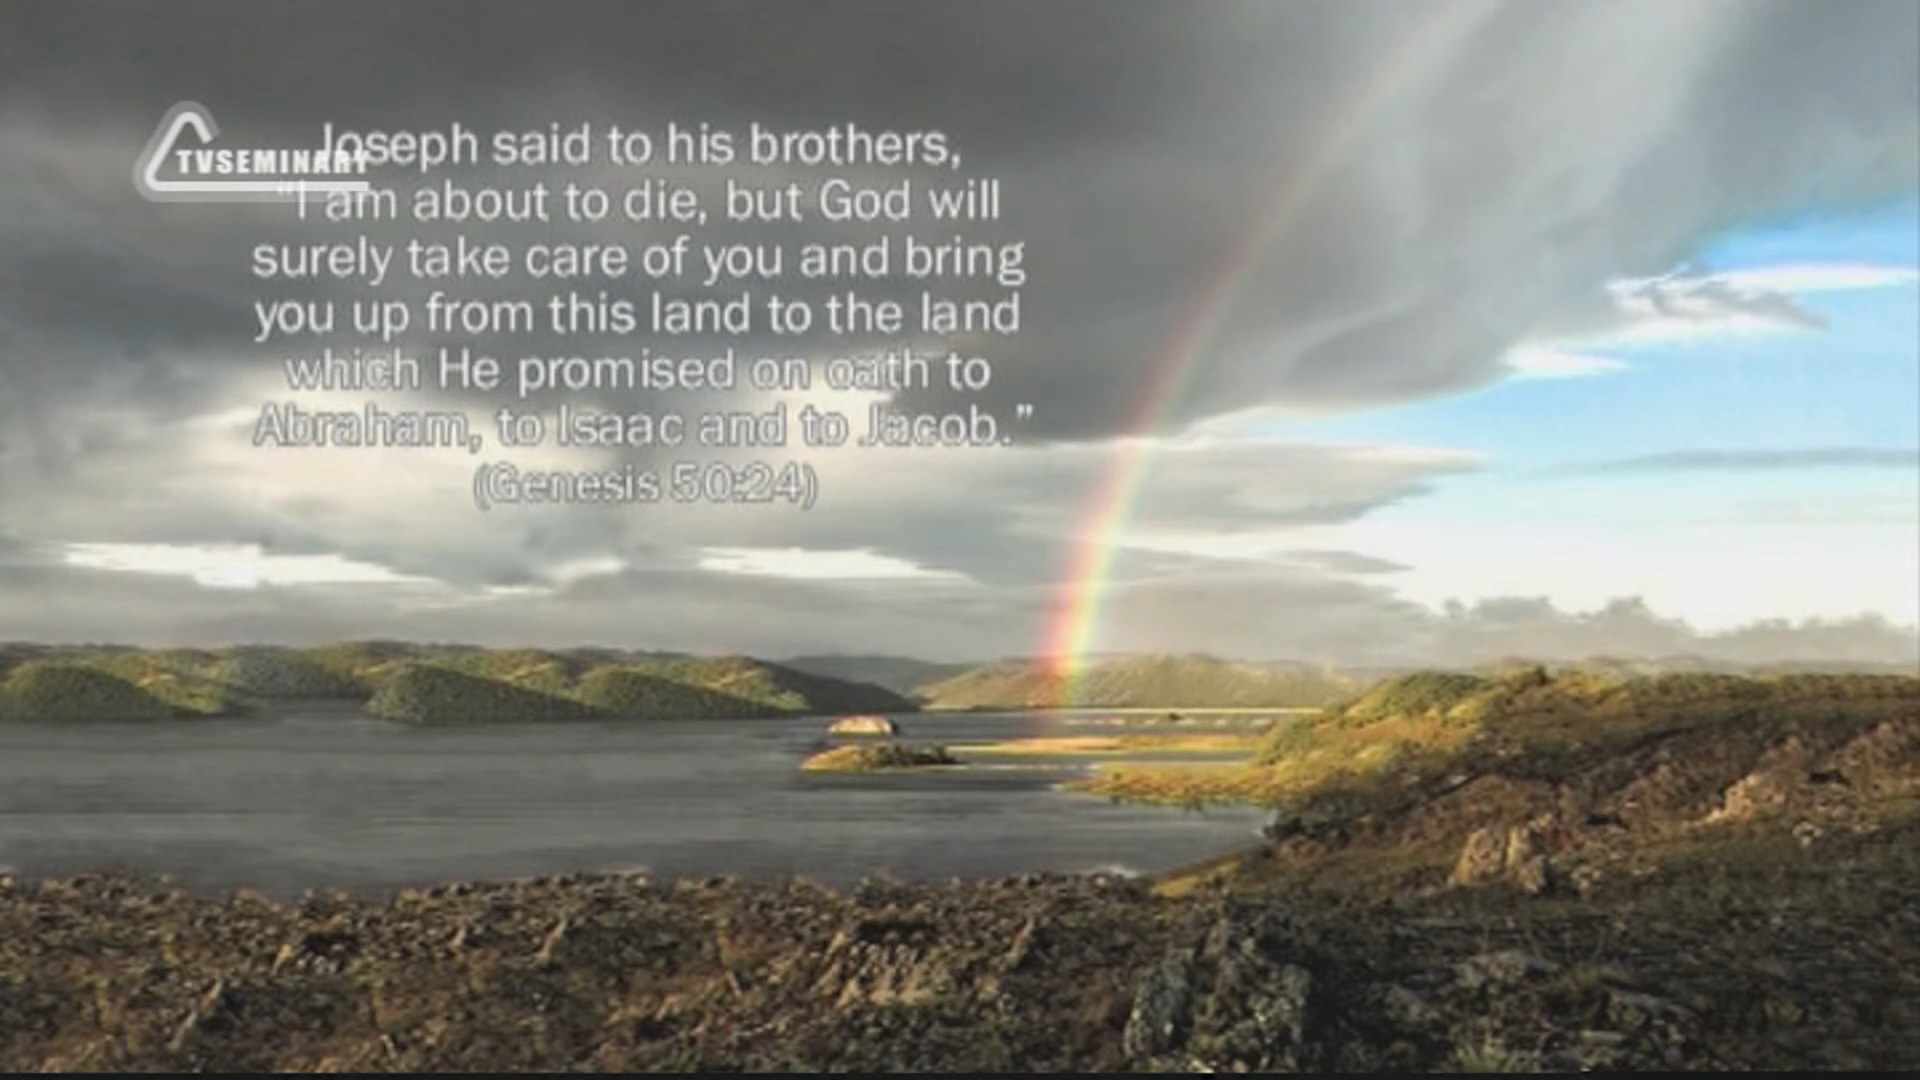 TVSEMINARY
Joseph said to his brothers,
“I am about to die, but God will
surely take care of you and bring
you up from this land to the land
which He promised on oath to
Abraham, to Isaac and to Jacob.”
(Genesis 50:24)